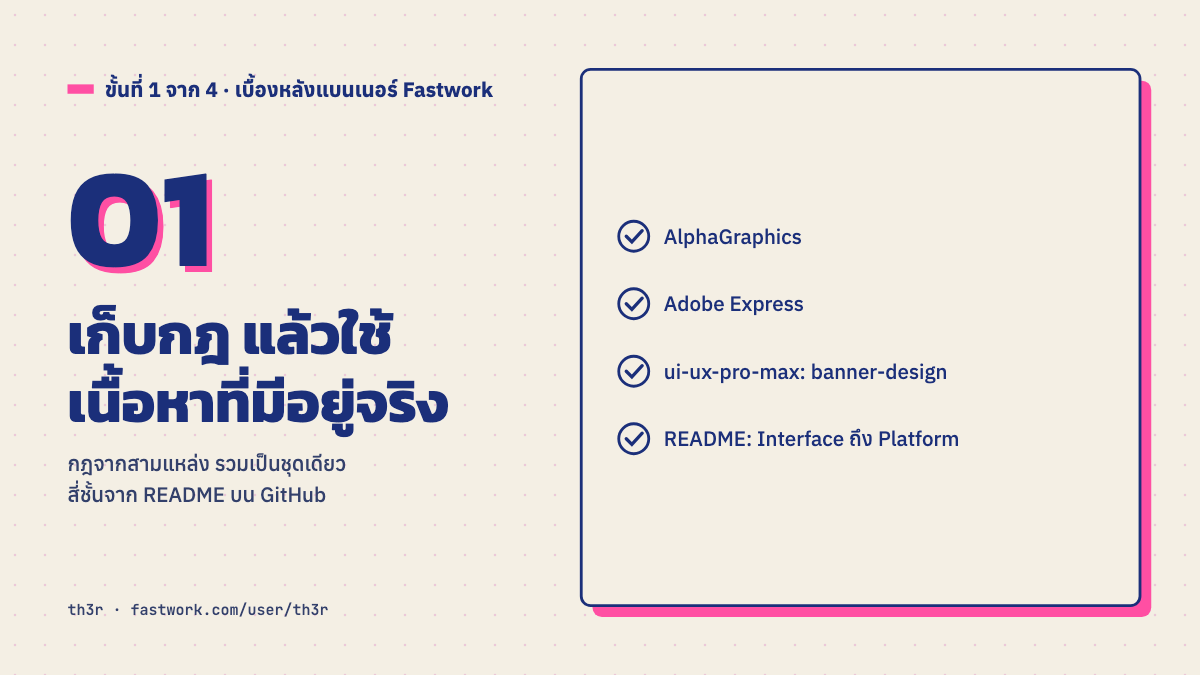 ขั้นที่ 1 จาก 4 · เบื้องหลังแบนเนอร์ Fastwork
01
เก็บกฎ แล้วใช้
เนื้อหาที่มีอยู่จริง
กฎจากสามแหล่ง รวมเป็นชุดเดียว
สี่ชั้นจาก README บน GitHub
th3r · fastwork.com/user/th3r
AlphaGraphics
Adobe Express
ui-ux-pro-max: banner-design
README: Interface ถึง Platform